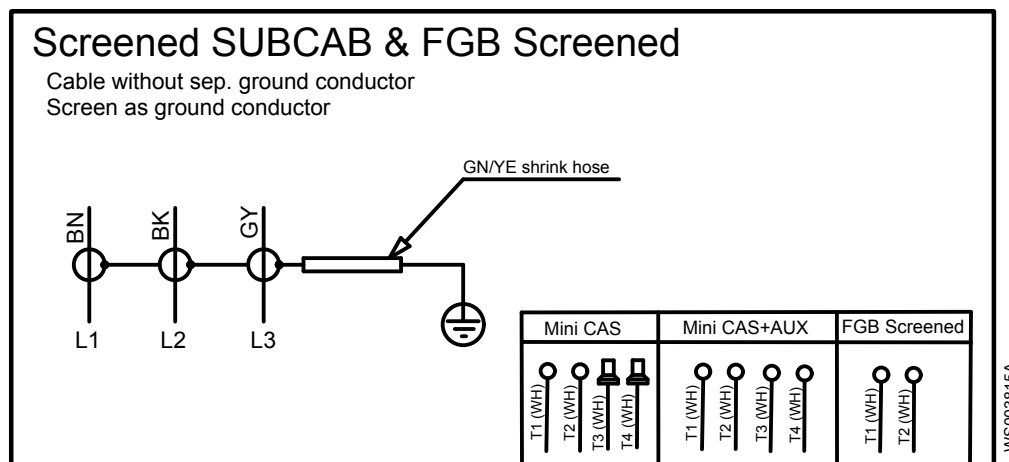 Screened SUBCAB & FGB Screened
Cable without sep. ground conductor
Screen as ground conductor
GN/YE shrink hose
BN
BK
GY
L1
L2
L3
Mini CAS
Mini CAS+AUX
FGB Screened
T1 (WH)
T2 (WH)
T3 (WH)
T4 (WH)
T1 (WH)
T2 (WH)
T3 (WH)
T4 (WH)
T1 (WH)
T2 (WH)
WS003815A